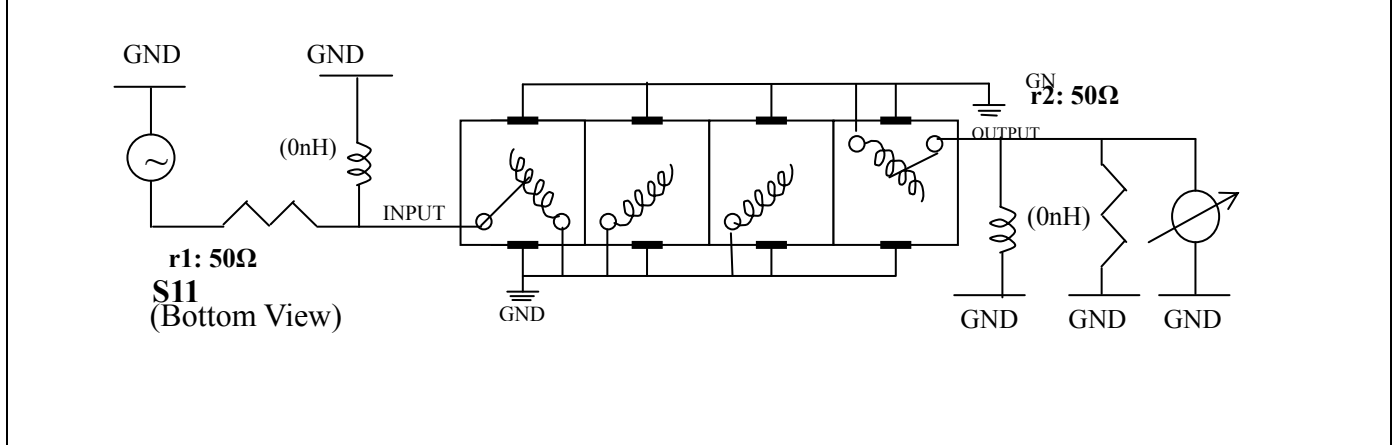 GND
GND
GN
r2: 50Ω
(0nH)
OUTPUT
INPUT
(0nH)
r1: 50Ω
S11
(Bottom View)
GND
GND
GND
GND